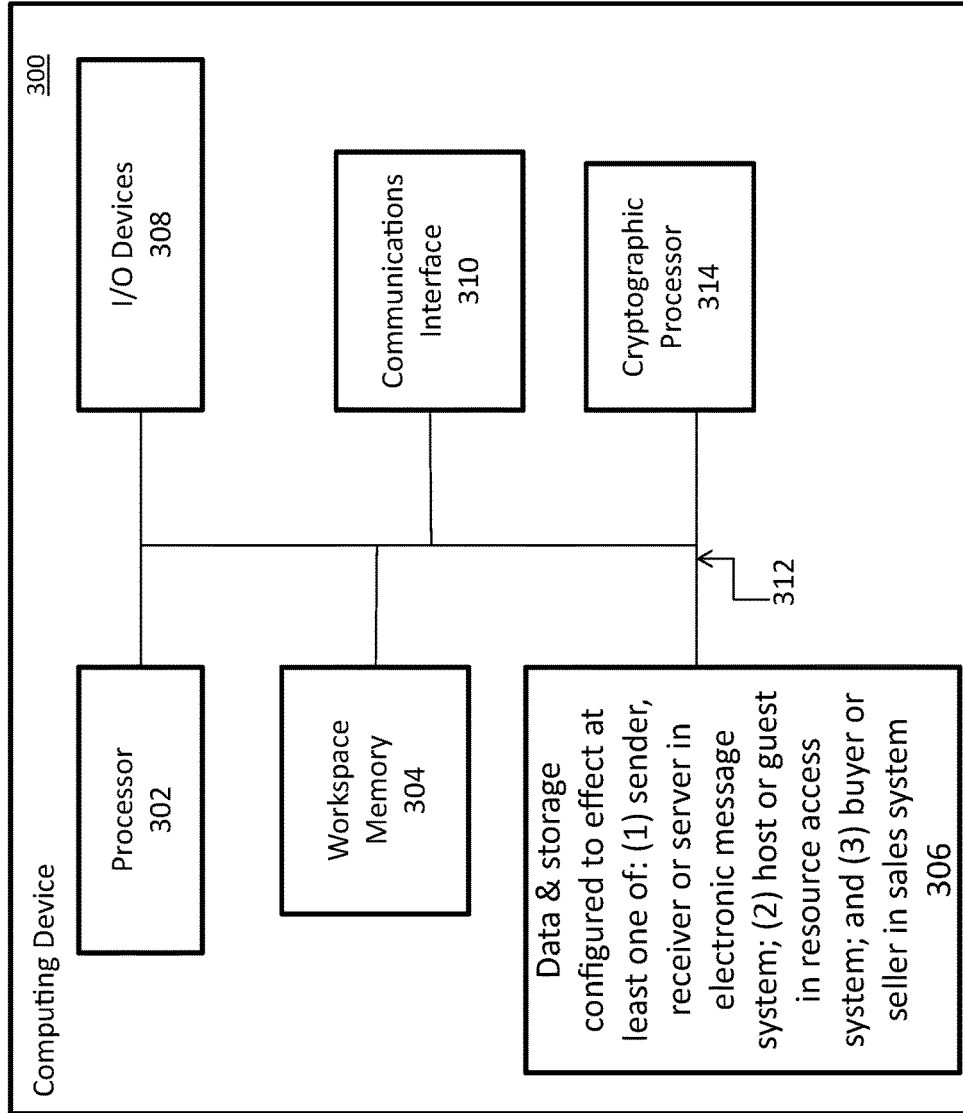 Computing Device
300
Processor
302
I/O Devices
308
Workspace
Memory
304
Communications
Interface
310
Data & storage
configured to effect at
least one of: (1) sender,
receiver or server in
electronic message
system; (2) host or guest
in resource access
system; and (3) buyer or
seller in sales system
306
Cryptographic
Processor
314
312